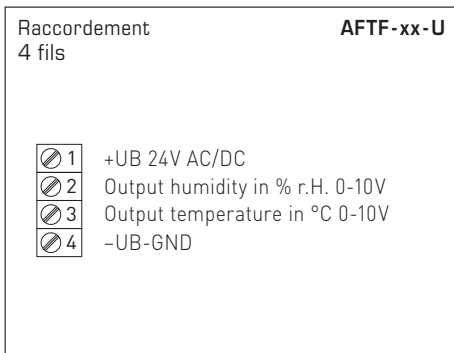 Raccordement AFTF-xx-U
4 fils
1 +UB 24V AC/DC
2 Output humidity in % r.H. 0-10V
3 Output temperature in °C 0-10V
4 –UB-GND